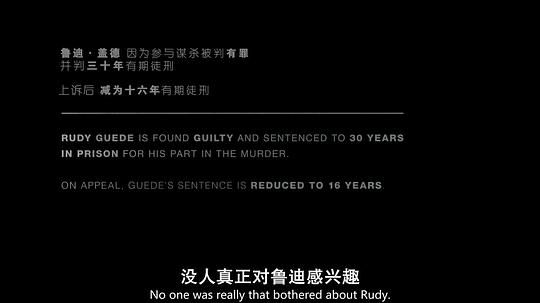 鲁迪·盖德 因为参与谋杀被判有罪
并判三十年有期徒刑
上诉后 减为十六年有期徒刑
RUDY GUEDE IS FOUND GUILTY AND SENTENCED TO 30 YEARS
IN PRISON FOR HIS PART IN THE MURDER.
ON APPEAL, GUEDE'S SENTENCE IS REDUCED TO 16 YEARS
没人真正对鲁迪感兴趣
No one was really that bothered about Rudy.